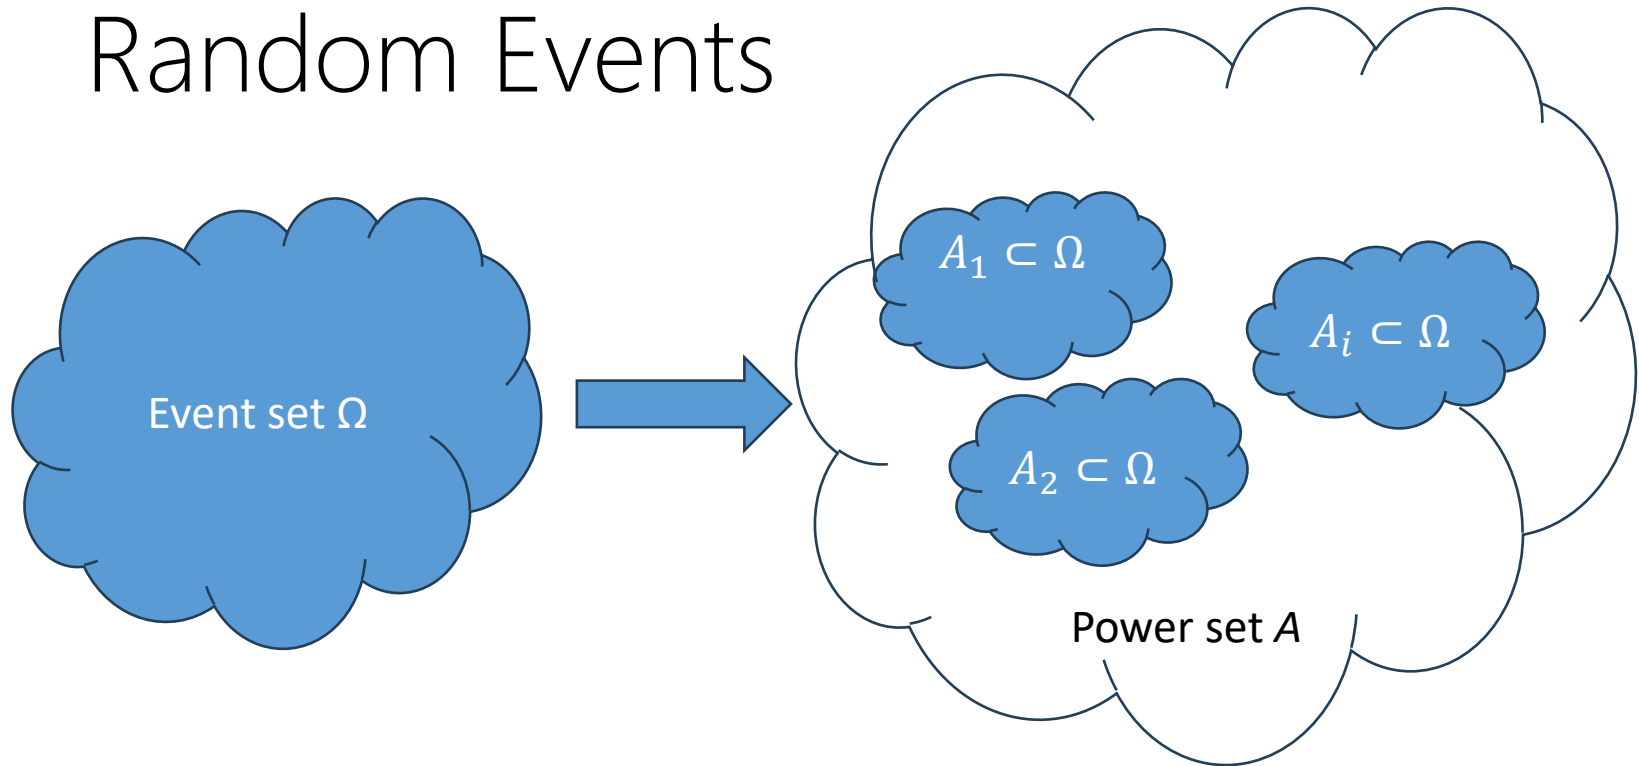 Random Events
Event set Ω
A₁ ⊂ Ω
Aᵢ ⊂ Ω
A₂ ⊂ Ω
Power set A